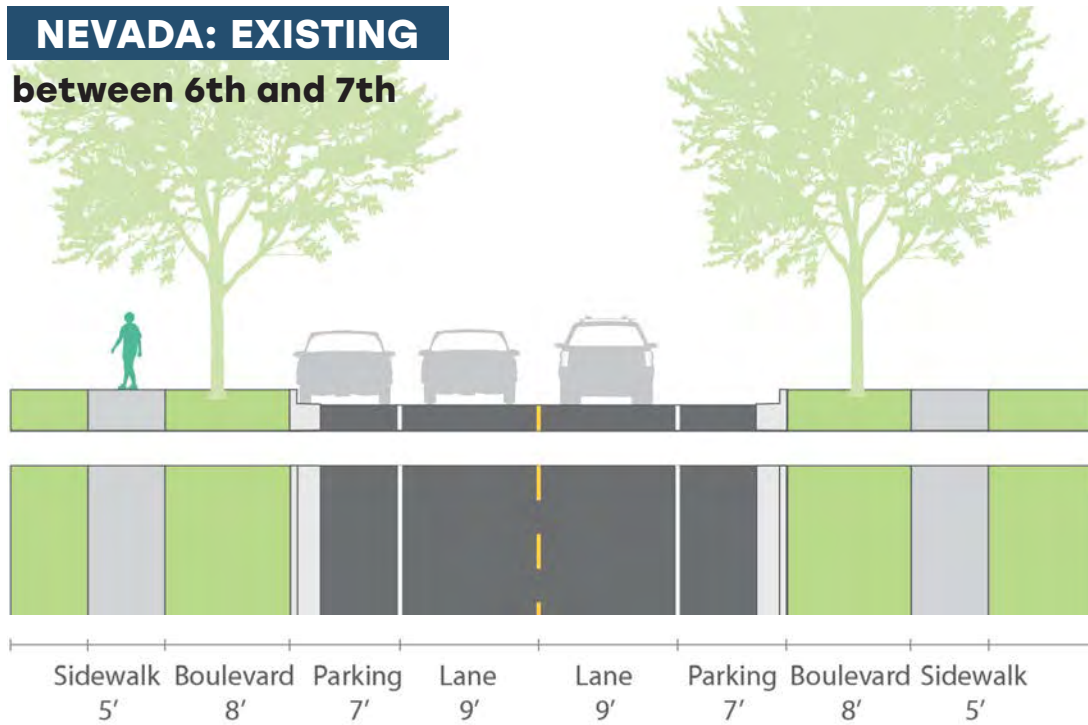 NEVADA: EXISTING
between 6th and 7th
Sidewalk Boulevard Parking Lane Lane Parking Boulevard Sidewalk
5’ 8’ 7’ 9’ 9’ 7’ 8’ 5’